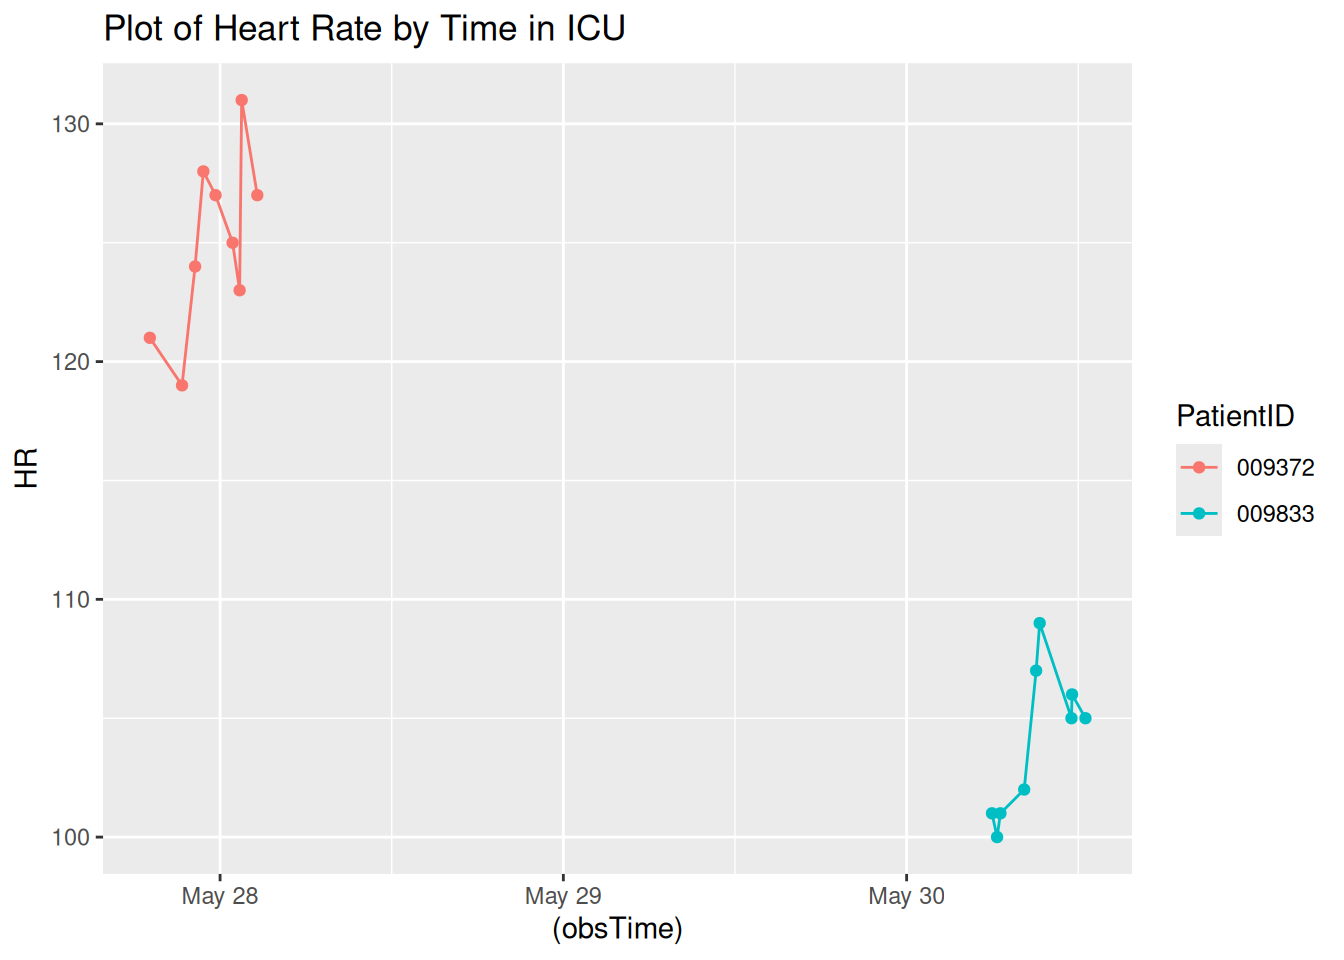 Plot of Heart Rate by Time in ICU
130
120
110
100
HR
May 28
May 29
May 30
(obsTime)
PatientID
009372
009833